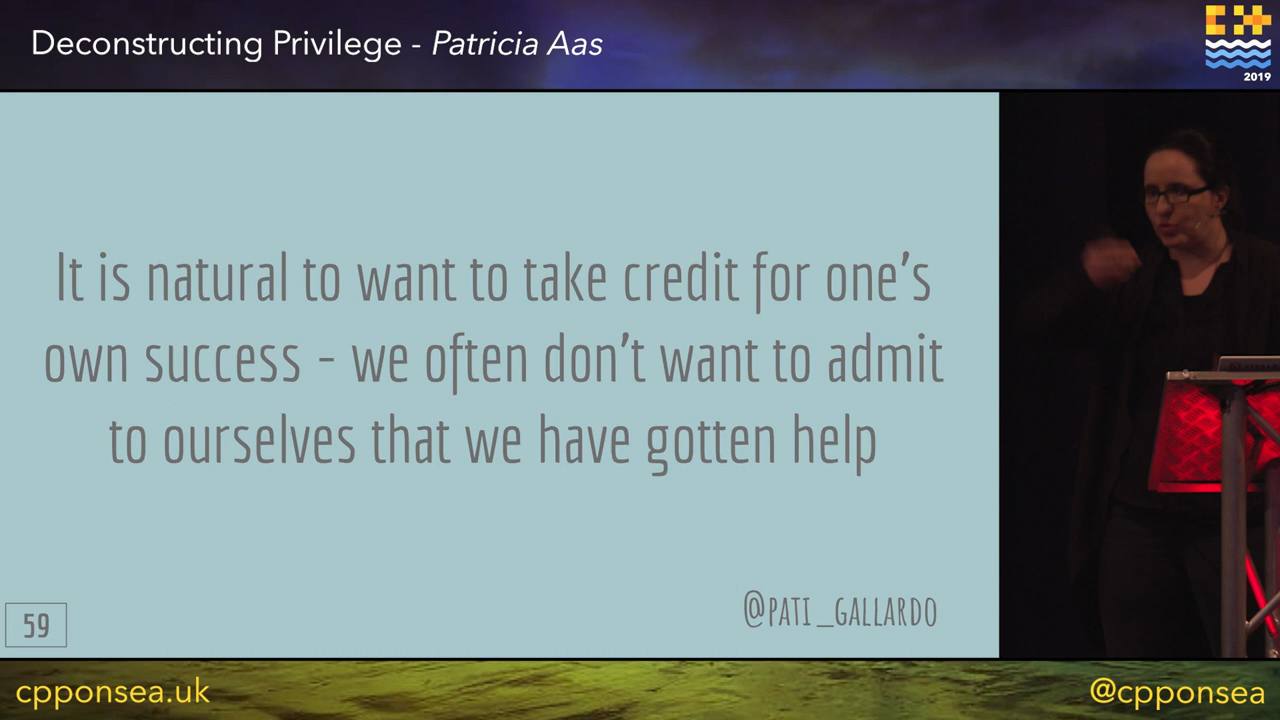 Deconstructing Privilege - Patricia Aas
2019
It is natural to want to take credit for one's
own success - we often don't want to admit
to ourselves that we have gotten help
@pati_gallardo
59
cpponsea.uk
@cpponsea